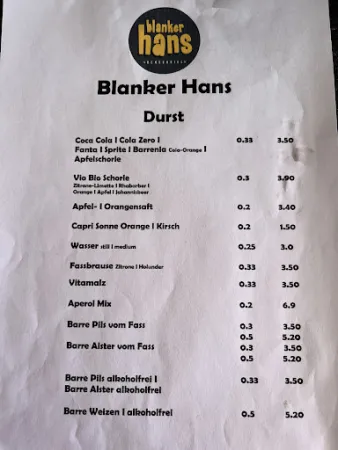 blanker
hans
Blanker Hans
Durst
Coca Cola I Cola Zero I 0.33 3.50
Fanta I Sprite I Barrenla Cola-Orange I
Apfelschorle
Vio Bio Schorle 0.3 3.90
Zitrone-Limette I Rhabarber I
Orange I Apfel I Johannisbeer
Apfel- I Orangensaft 0.2 3.40
Capri Sonne Orange I Kirsch 0.2 1.50
Wasser still I medium 0.25 3.0
Fassbrause Zitrone I Holunder 0.33 3.50
Vitamalz 0.33 3.50
Aperol Mix 0.2 6.9
Barre Pils vom Fass 0.3 3.50
0.5 5.20
Barre Alster vom Fass 0.3 3.50
0.5 5.20
Barre Pils alkoholfrei I 0.33 3.50
Barre Alster alkoholfrei
Barre Weizen I alkoholfrei 0.5 5.20